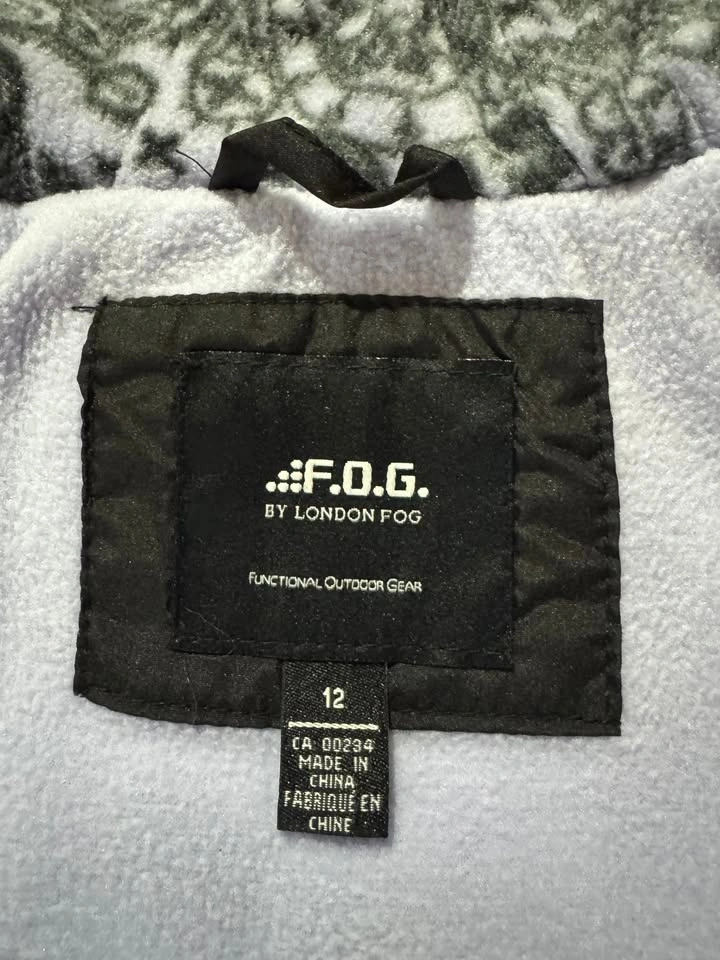 F.O.G.
BY LONDON FOG
FUNCTIONAL OUTDOOR GEAR
12
CA 00234
MADE IN
CHINA
FABRIQUÉ EN
CHINE